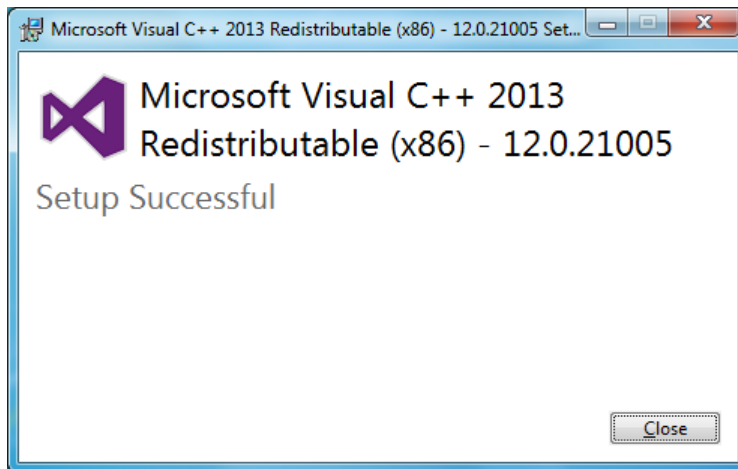 Microsoft Visual C++ 2013 Redistributable (x86) - 12.0.21005 Set...
Microsoft Visual C++ 2013
Redistributable (x86) - 12.0.21005
Setup Successful
Close